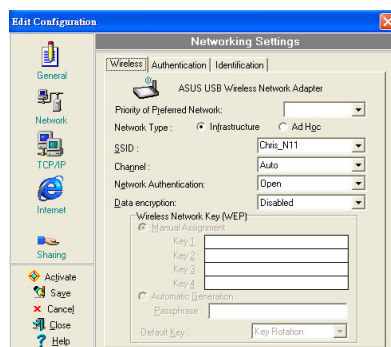 Edit Configuration
Networking Settings
General
Network
TCP/IP
Internet
Sharing
Activate
Save
Cancel
Close
Help
Wireless
Authentication
Identification
ASUS USB Wireless Network Adapter
Priority of Preferred Network:
Network Type :
Infrastructure
Ad Hoc
SSID :
Chris_N11
Channel :
Auto
Network Authentication:
Open
Data encryption:
Disabled
Wireless Network Key (WEP)
Manual Assignment
Key 1 :
Key 2 :
Key 3
Key 4 :
Automatic Generation
Passphrase :
Default Key :
Key Rotation